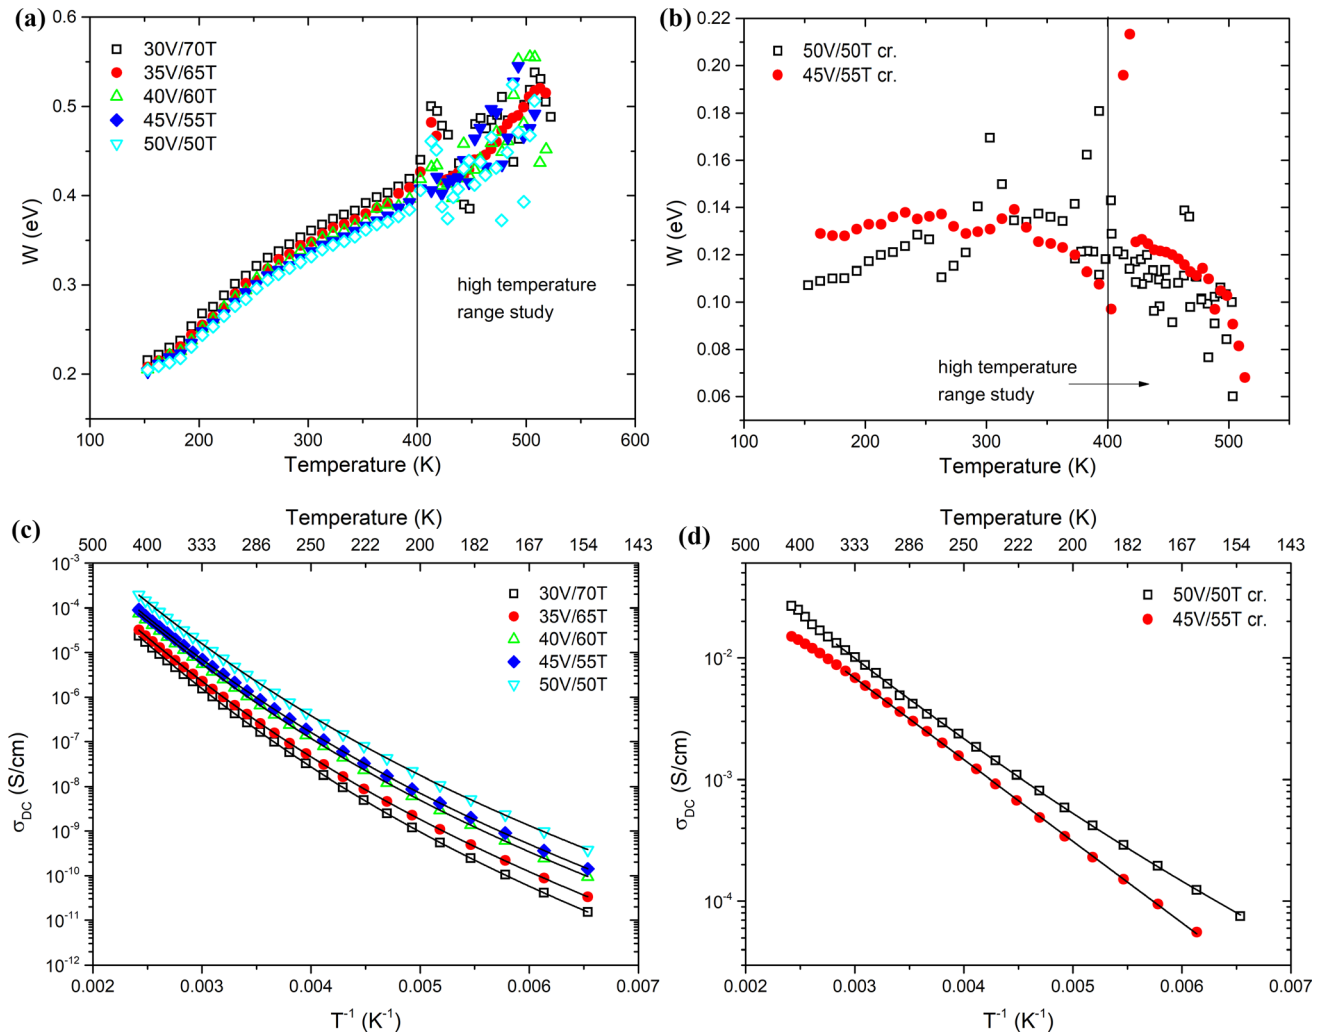 (a)
0.6
0.5
0.4
0.3
0.2
W (eV)
30V/70T
35V/65T
40V/60T
45V/55T
50V/50T
high temperature
range study
100 200 300 400 500 600
Temperature (K)
(b)
0.22
0.20
0.18
0.16
0.14
0.12
0.10
0.08
0.06
W (eV)
50V/50T cr.
45V/55T cr.
high temperature
range study
100 200 300 400 500
Temperature (K)
(c)
Temperature (K)
500 400 333 286 250 222 200 182 167 154 143
10⁻³
10⁻⁴
10⁻⁵
10⁻⁶
10⁻⁷
10⁻⁸
10⁻⁹
10⁻¹⁰
10⁻¹¹
10⁻¹²
σDC (S/cm)
30V/70T
35V/65T
40V/60T
45V/55T
50V/50T
0.002 0.003 0.004 0.005 0.006 0.007
T⁻¹ (K⁻¹)
(d)
Temperature (K)
500 400 333 286 250 222 200 182 167 154 143
10⁻²
10⁻³
10⁻⁴
σDC (S/cm)
50V/50T cr.
45V/55T cr.
0.002 0.003 0.004 0.005 0.006 0.007
T⁻¹ (K⁻¹)